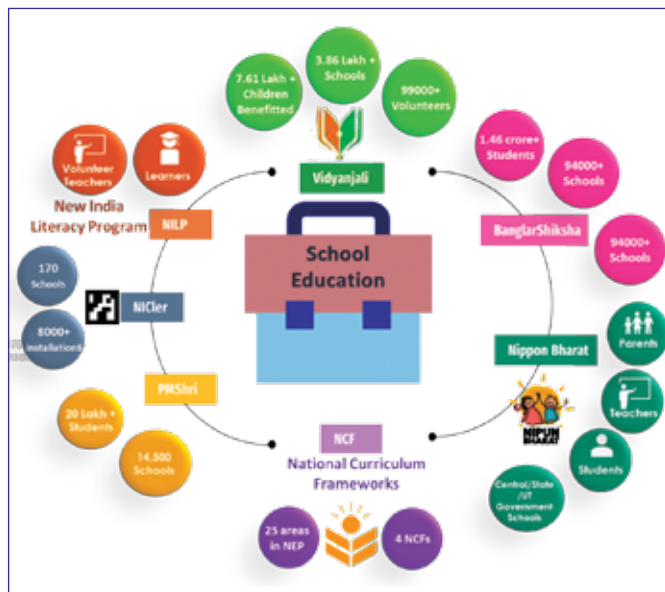 7.61 Lakh +
Children
Benefitted
3.86 Lakh +
Schools
99000+
Volunteers
Vidyanjali
1.46 crore+
Students
94000+
Schools
94000+
Schools
BanglarShiksha
Volunteer
Teachers
Learners
New India
Literacy Program
NILP
School
Education
170
Schools
8000+
Installations
NICler
Nippon Bharat
Parents
Teachers
Students
Central/State
/UT
Government
Schools
NIPUN
BHARAT
PMShri
20 Lakh +
Students
14,500
Schools
NCF
National Curriculum
Frameworks
25 areas
in NEP
4 NCFs